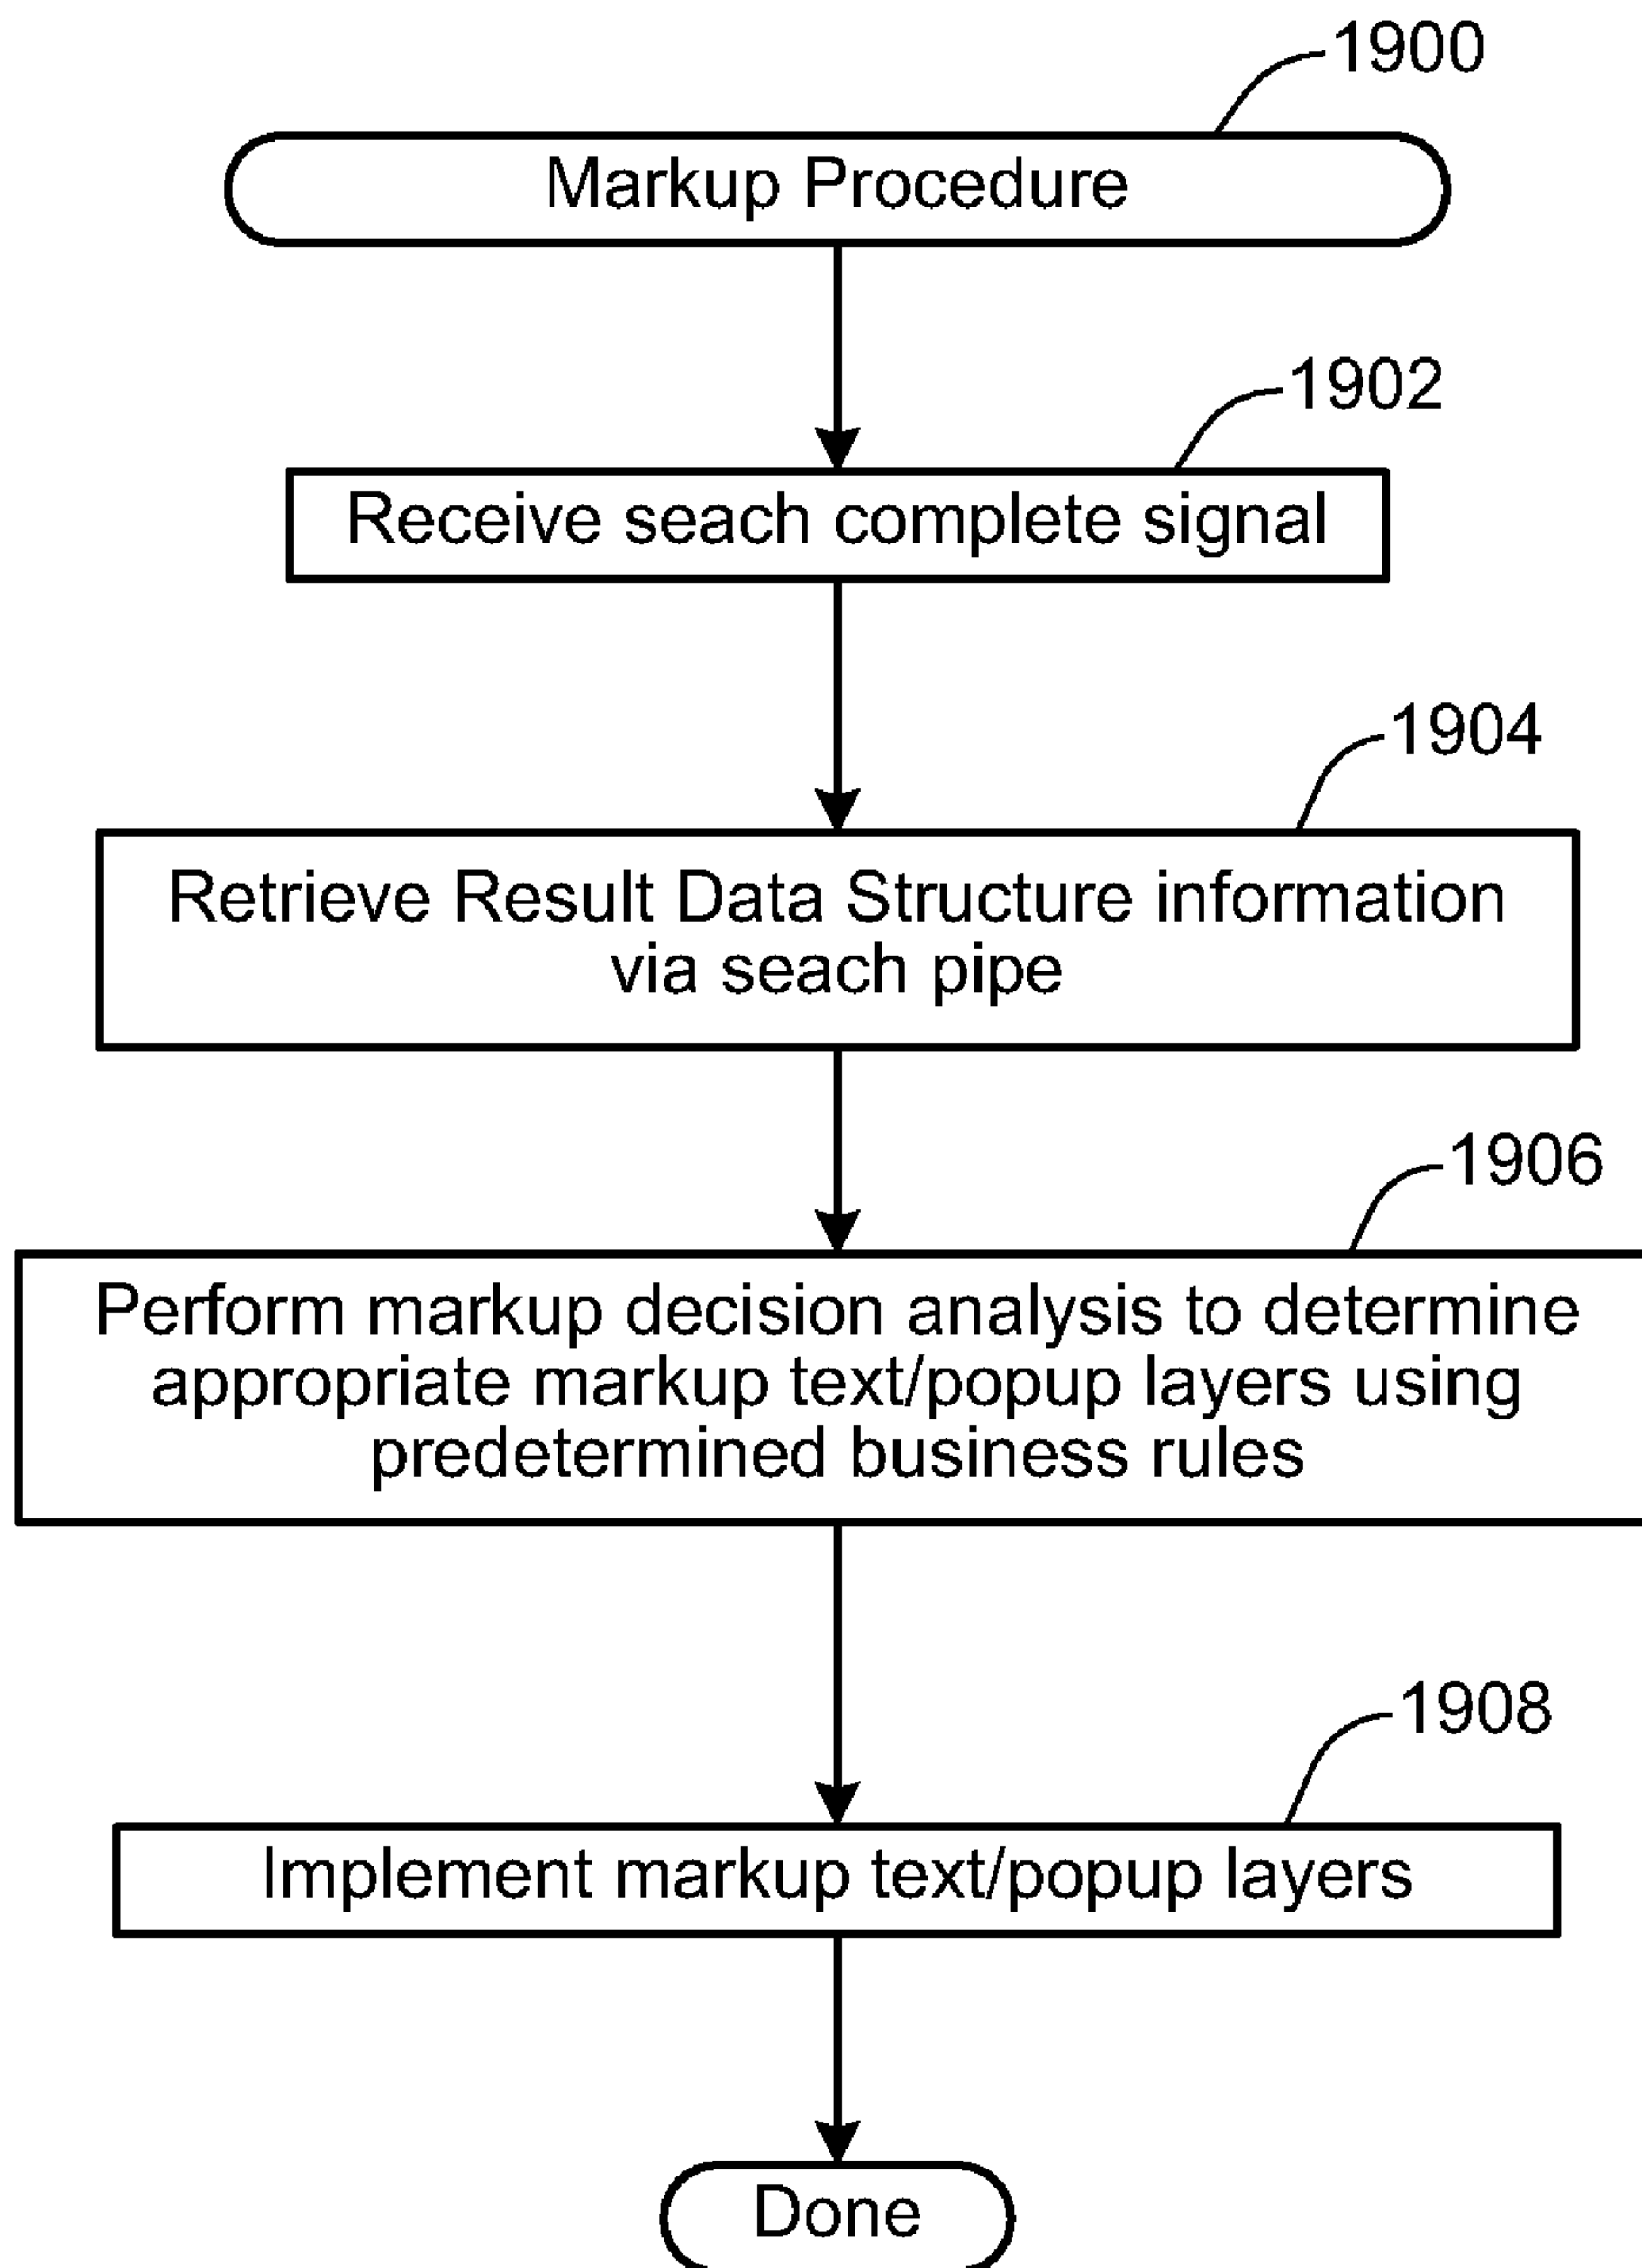 1900
Markup Procedure
1902
Receive seach complete signal
1904
Retrieve Result Data Structure information
via seach pipe
1906
Perform markup decision analysis to determine
appropriate markup text/popup layers using
predetermined business rules
1908
Implement markup text/popup layers
Done